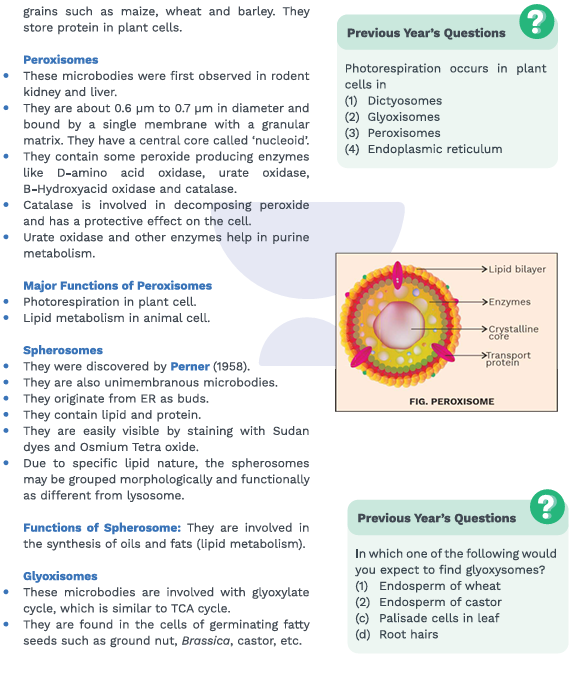 grains such as maize, wheat and barley. They
store protein in plant cells.
Peroxisomes
• These microbodies were first observed in rodent
kidney and liver.
• They are about 0.6 µm to 0.7 µm in diameter and
bound by a single membrane with a granular
matrix. They have a central core called ‘nucleoid’.
• They contain some peroxide producing enzymes
like D-amino acid oxidase, urate oxidase,
B-Hydroxyacid oxidase and catalase.
• Catalase is involved in decomposing peroxide
and has a protective effect on the cell.
• Urate oxidase and other enzymes help in purine
metabolism.
Major Functions of Peroxisomes
• Photorespiration in plant cell.
• Lipid metabolism in animal cell.
Spherosomes
• They were discovered by Perner (1958).
• They are also unimembranous microbodies.
• They originate from ER as buds.
• They contain lipid and protein.
• They are easily visible by staining with Sudan
dyes and Osmium Tetra oxide.
• Due to specific lipid nature, the spherosomes
may be grouped morphologically and functionally
as different from lysosome.
Functions of Spherosome: They are involved in
the synthesis of oils and fats (lipid metabolism).
Glyoxisomes
• These microbodies are involved with glyoxylate
cycle, which is similar to TCA cycle.
• They are found in the cells of germinating fatty
seeds such as ground nut, Brassica, castor, etc.
Previous Year’s Questions ?
Photorespiration occurs in plant
cells in
(1) Dictyosomes
(2) Glyoxisomes
(3) Peroxisomes
(4) Endoplasmic reticulum
Lipid bilayer
Enzymes
Crystalline
core
Transport
protein
FIG. PEROXISOME
Previous Year’s Questions ?
In which one of the following would
you expect to find glyoxysomes?
(1) Endosperm of wheat
(2) Endosperm of castor
(c) Palisade cells in leaf
(d) Root hairs